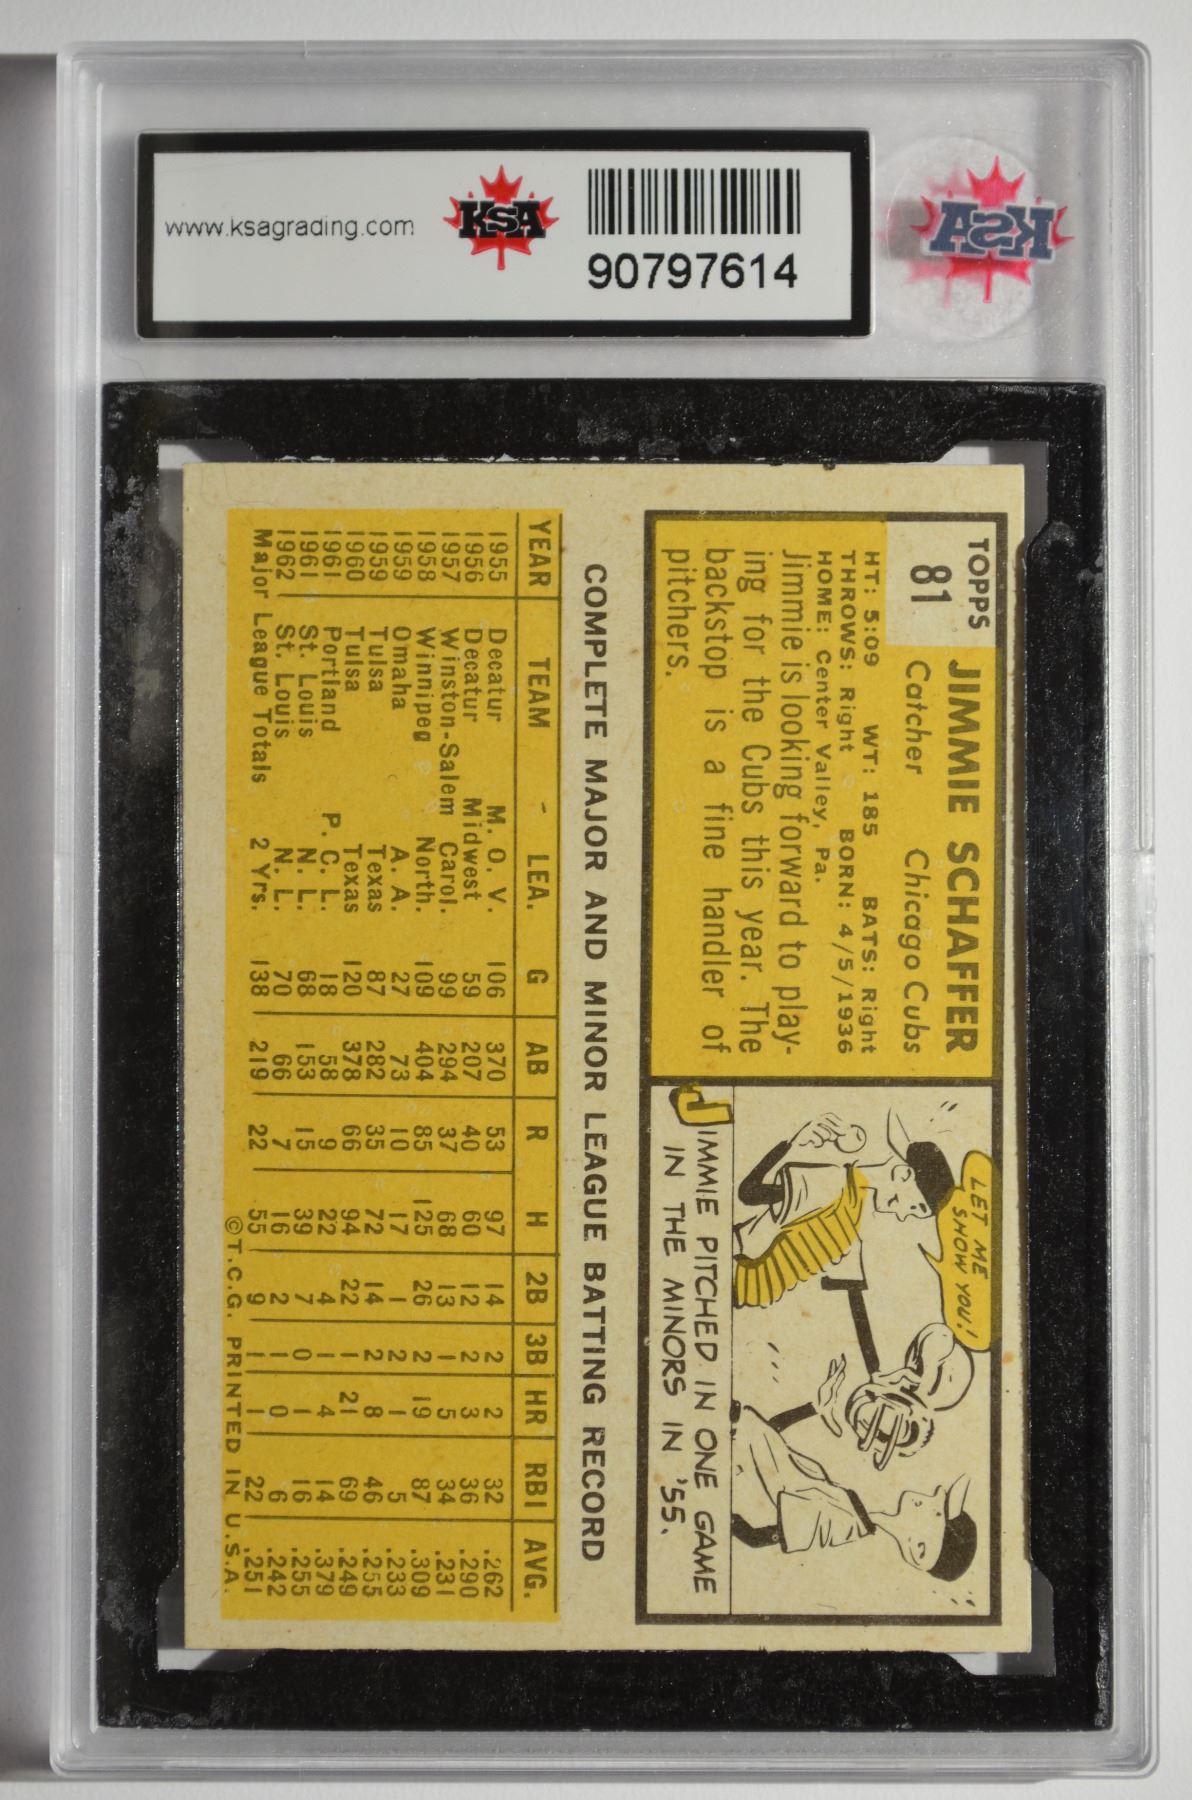 www.ksagrading.com
KSA
90797614
KSA
TOPPS
81
JIMMIE SCHAFFER
Catcher Chicago Cubs
HT: 5:09 WT: 185 BATS: Right
THROWS: Right BORN: 4/5/1936
HOME: Center Valley, Pa.
Jimmie is looking forward to play-
ing for the Cubs this year. The
backstop is a fine handler of
pitchers.
LET ME
SHOW YOU!
JIMMIE PITCHED IN ONE GAME
IN THE MINORS IN '55.
COMPLETE MAJOR AND MINOR LEAGUE BATTING RECORD
YEAR TEAM - LEA. G AB R H 2B 3B HR RBI AVG.
1955 Decatur M. O. V. 106 370 53 97 14 2 2 32 .262
1956 Decatur Midwest 59 207 40 60 12 2 3 36 .290
1957 Winston-Salem Carol. 99 294 37 68 13 1 5 34 .231
1958 Winnipeg North. 109 404 85 125 26 2 19 87 .309
1959 Omaha A. A. 27 73 10 17 1 2 1 5 .233
1959 Tulsa Texas 87 282 35 72 14 2 8 46 .255
1960 Tulsa Texas 120 378 66 94 22 1 21 69 .249
1961 Portland P. C. L. 18 58 9 22 4 1 4 14 .379
1961 St. Louis N. L. 68 153 15 39 7 0 1 16 .255
1962 St. Louis N. L. 70 66 7 16 2 1 0 6 .242
Major League Totals 2 Yrs. 138 219 22 55 9 1 1 22 .251
©T.C.G. PRINTED IN U.S.A.